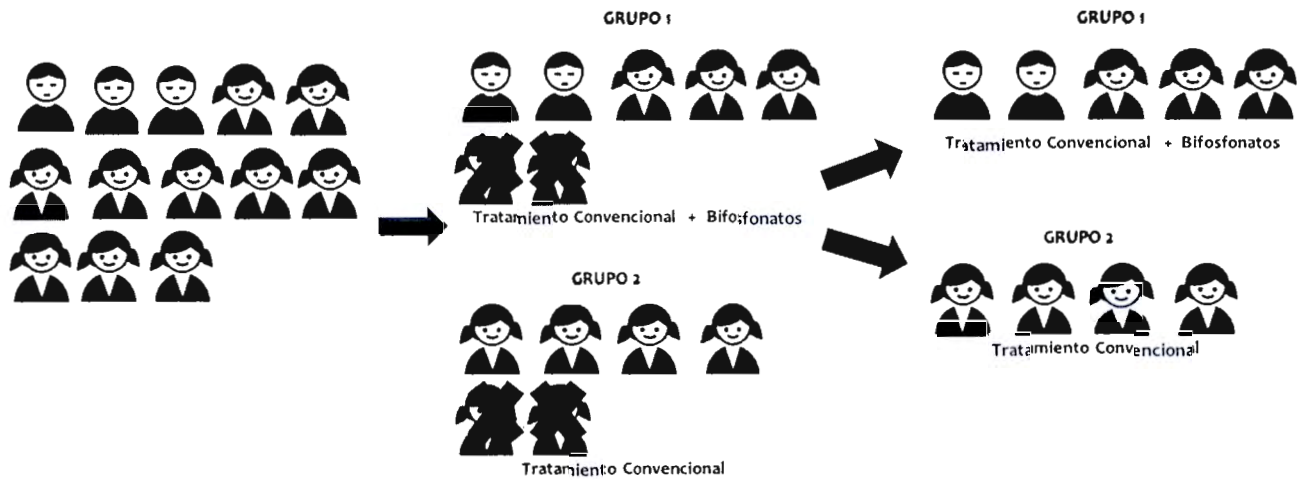 GRUPO 1
Tratamiento Convencional + Bifosfonatos
GRUPO 2
Tratamiento Convencional
GRUPO 1
Tratamiento Convencional + Bifosfonatos
GRUPO 2
Tratamiento Convencional